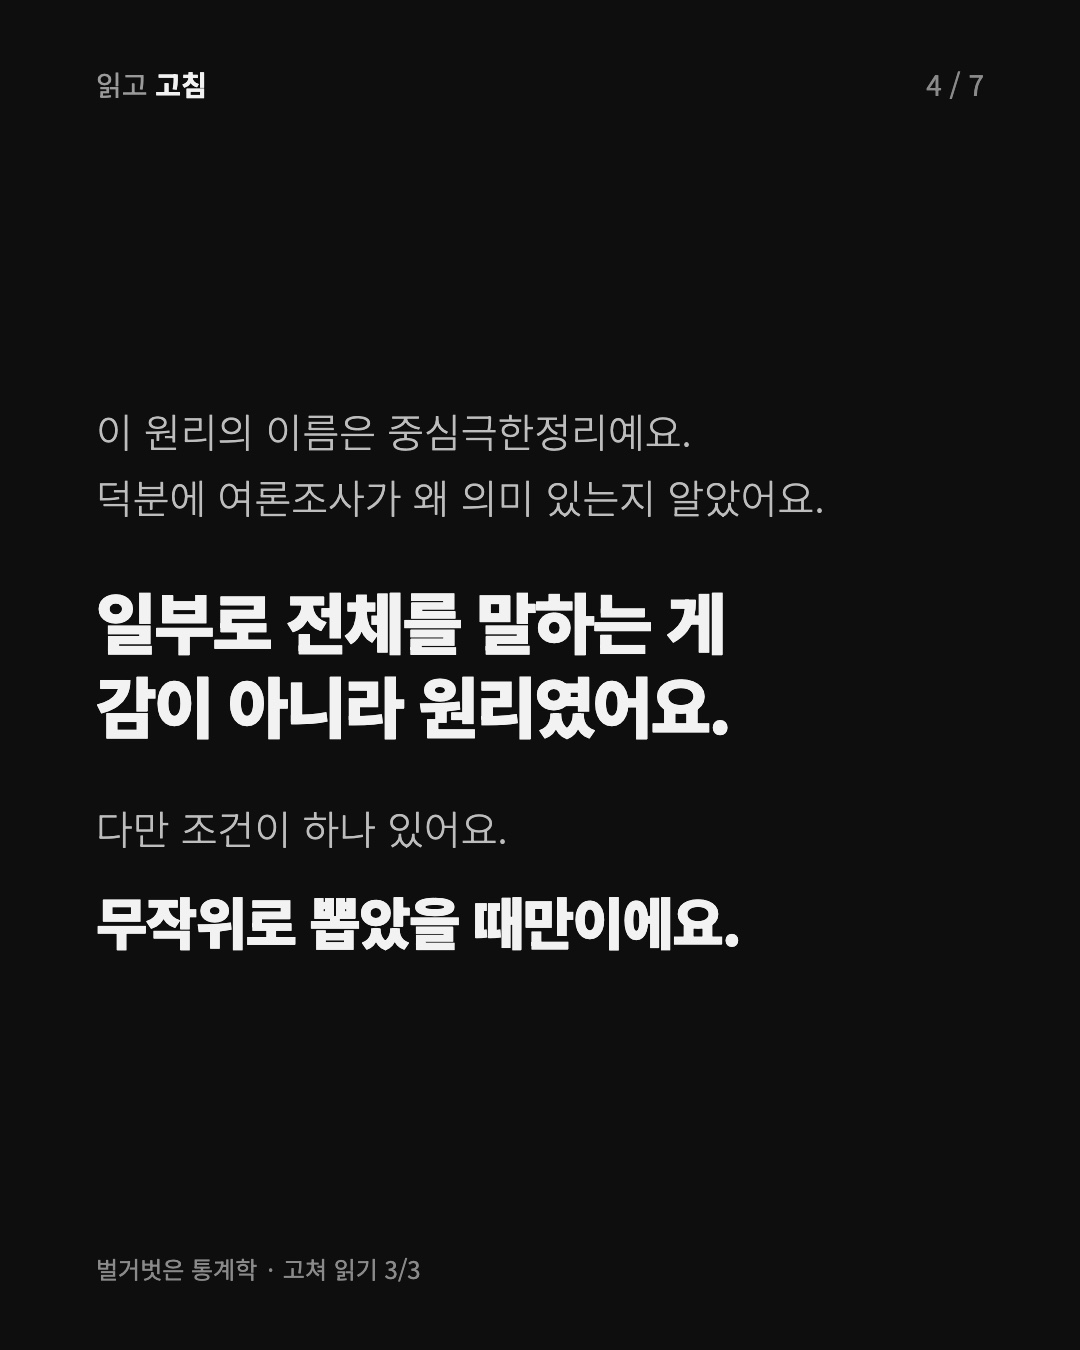 읽고 고침
4 / 7
이 원리의 이름은 중심극한정리예요.
덕분에 여론조사가 왜 의미 있는지 알았어요.
일부로 전체를 말하는 게
감이 아니라 원리였어요.
다만 조건이 하나 있어요.
무작위로 뽑았을 때만이에요.
벌거벗은 통계학 · 고쳐 읽기 3/3